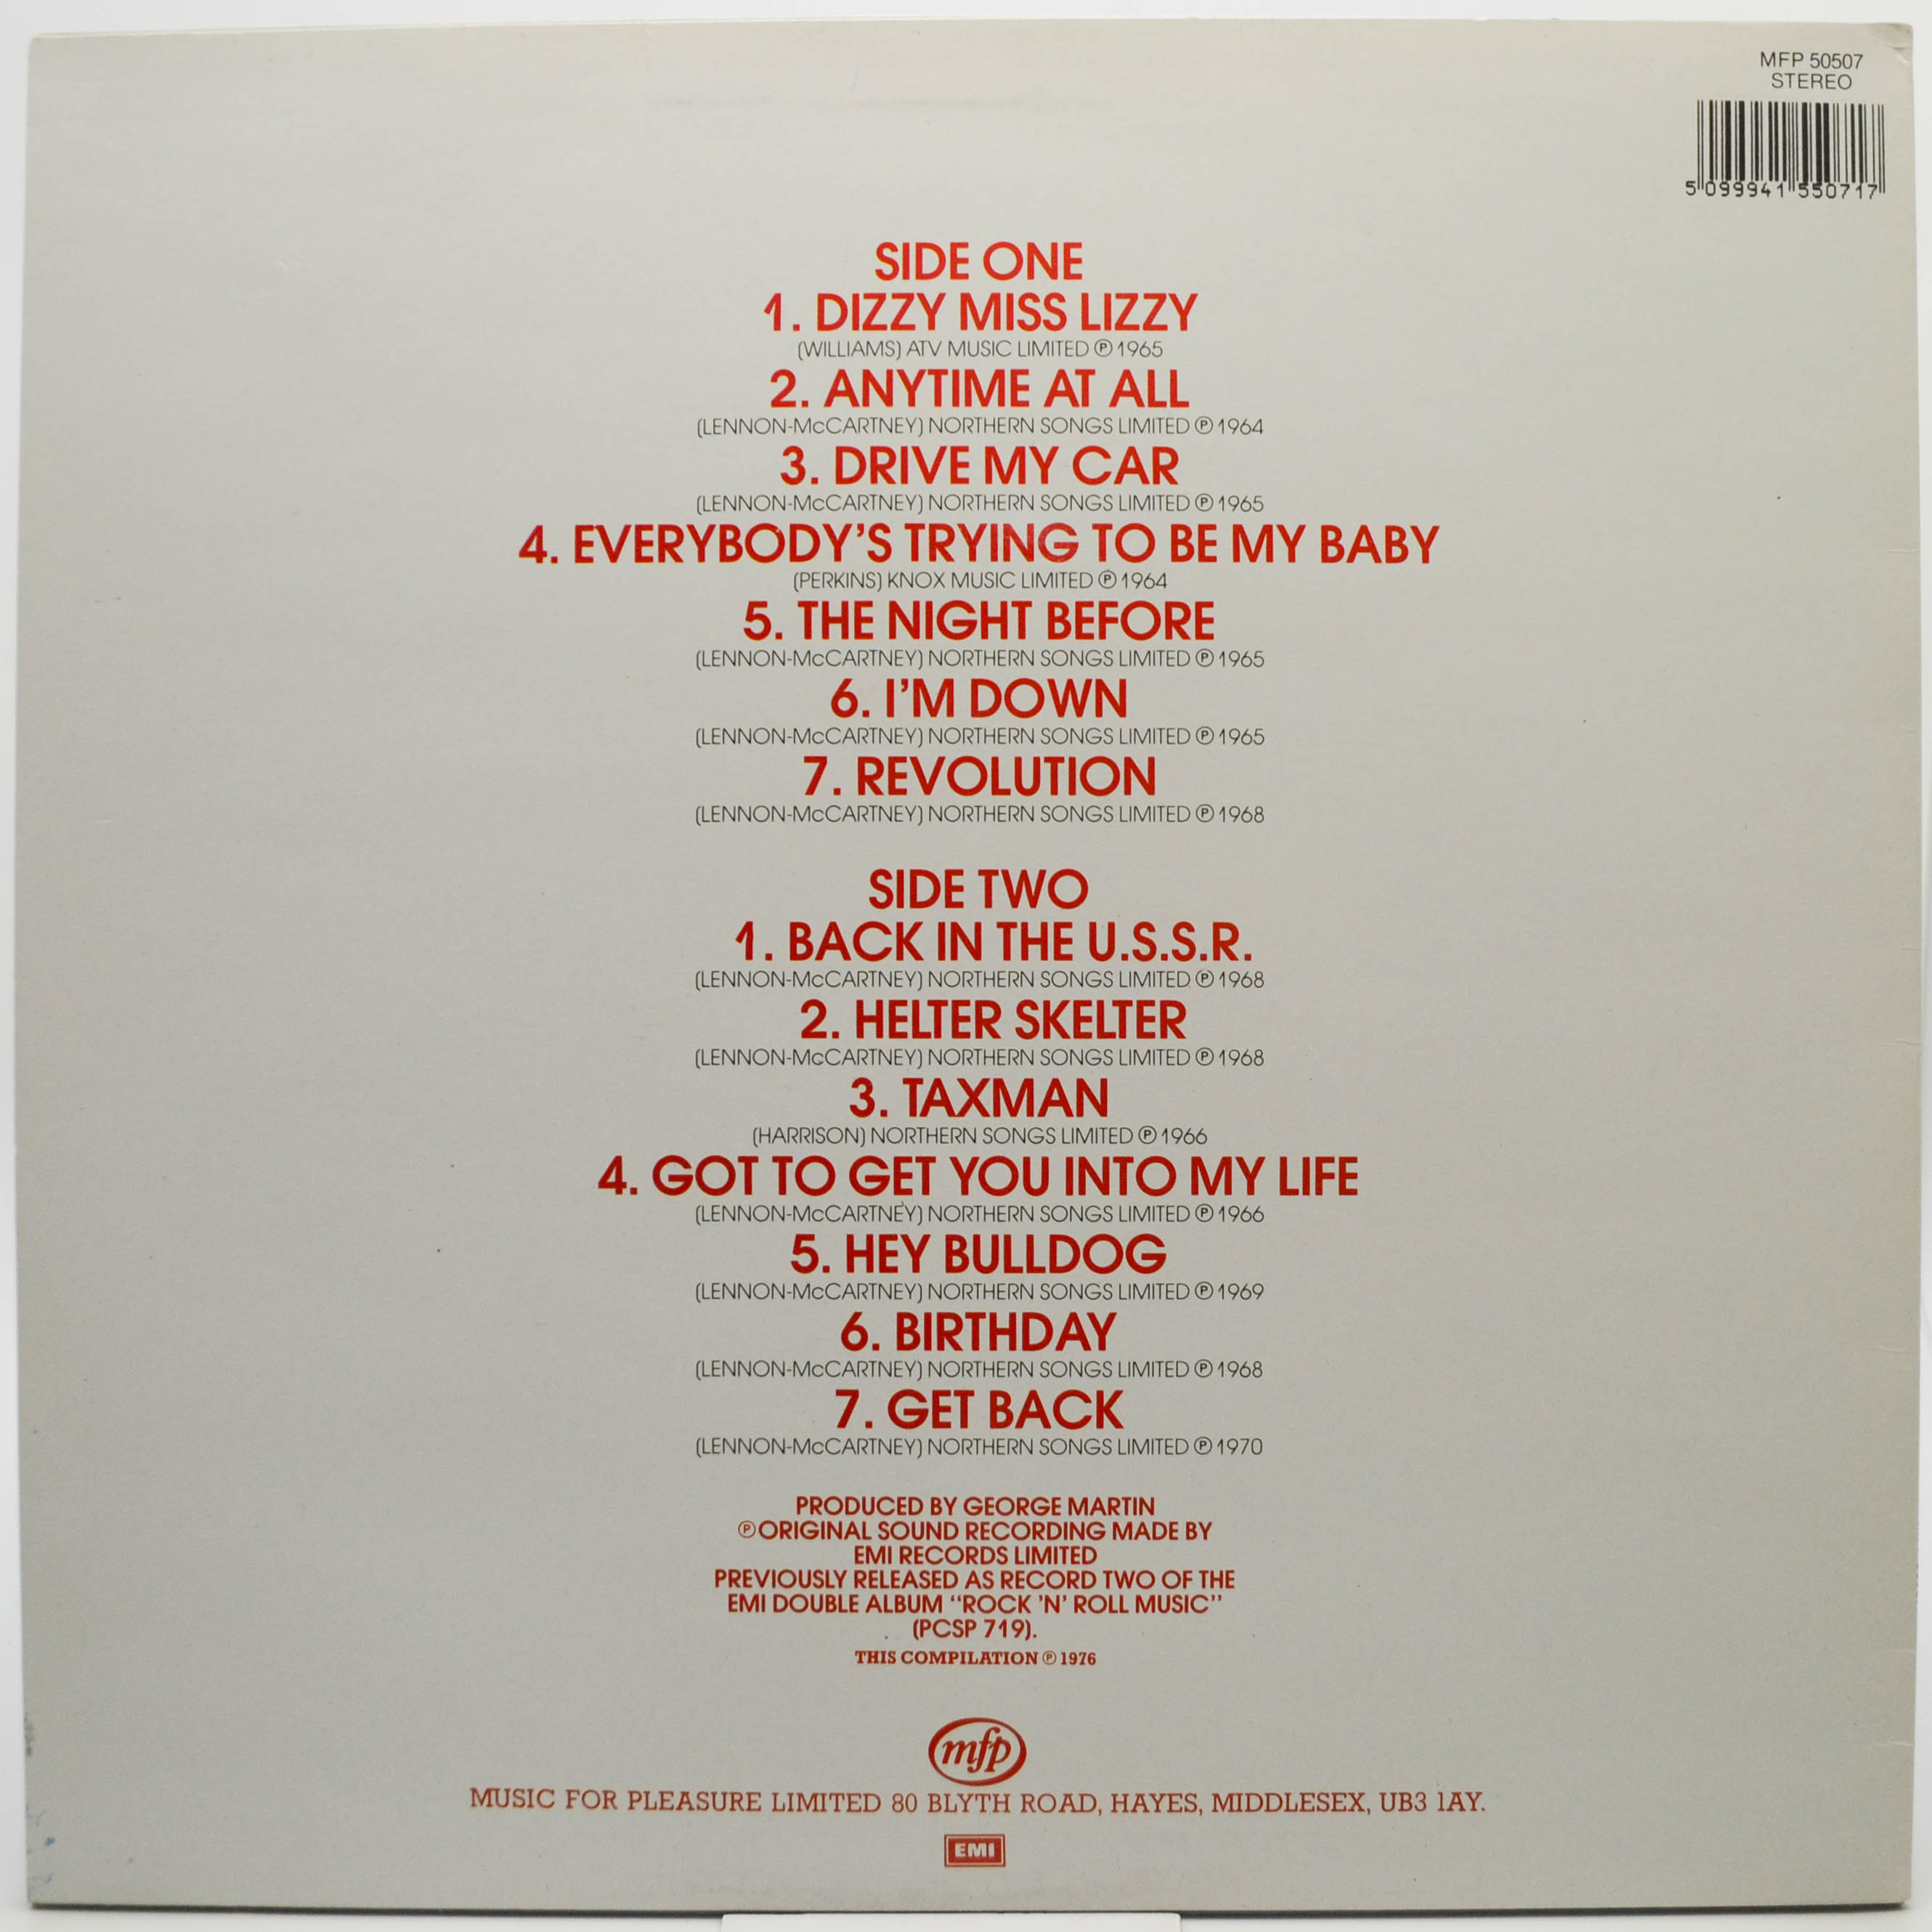 MFP 50507
STEREO
5 099941 550717
SIDE ONE
1. DIZZY MISS LIZZY
(WILLIAMS) ATV MUSIC LIMITED ℗ 1965
2. ANYTIME AT ALL
(LENNON-McCARTNEY) NORTHERN SONGS LIMITED ℗ 1964
3. DRIVE MY CAR
(LENNON-McCARTNEY) NORTHERN SONGS LIMITED ℗ 1965
4. EVERYBODY'S TRYING TO BE MY BABY
(PERKINS) KNOX MUSIC LIMITED ℗ 1964
5. THE NIGHT BEFORE
(LENNON-McCARTNEY) NORTHERN SONGS LIMITED ℗ 1965
6. I'M DOWN
(LENNON-McCARTNEY) NORTHERN SONGS LIMITED ℗ 1965
7. REVOLUTION
(LENNON-McCARTNEY) NORTHERN SONGS LIMITED ℗ 1968
SIDE TWO
1. BACK IN THE U.S.S.R.
(LENNON-McCARTNEY) NORTHERN SONGS LIMITED ℗ 1968
2. HELTER SKELTER
(LENNON-McCARTNEY) NORTHERN SONGS LIMITED ℗ 1968
3. TAXMAN
(HARRISON) NORTHERN SONGS LIMITED ℗ 1966
4. GOT TO GET YOU INTO MY LIFE
(LENNON-McCARTNEY) NORTHERN SONGS LIMITED ℗ 1966
5. HEY BULLDOG
(LENNON-McCARTNEY) NORTHERN SONGS LIMITED ℗ 1969
6. BIRTHDAY
(LENNON-McCARTNEY) NORTHERN SONGS LIMITED ℗ 1968
7. GET BACK
(LENNON-McCARTNEY) NORTHERN SONGS LIMITED ℗ 1970
PRODUCED BY GEORGE MARTIN
℗ ORIGINAL SOUND RECORDING MADE BY
EMI RECORDS LIMITED
PREVIOUSLY RELEASED AS RECORD TWO OF THE
EMI DOUBLE ALBUM "ROCK 'N' ROLL MUSIC"
(PCSP 719).
THIS COMPILATION ℗ 1976
mfp
MUSIC FOR PLEASURE LIMITED 80 BLYTH ROAD, HAYES, MIDDLESEX, UB3 1AY.
EMI